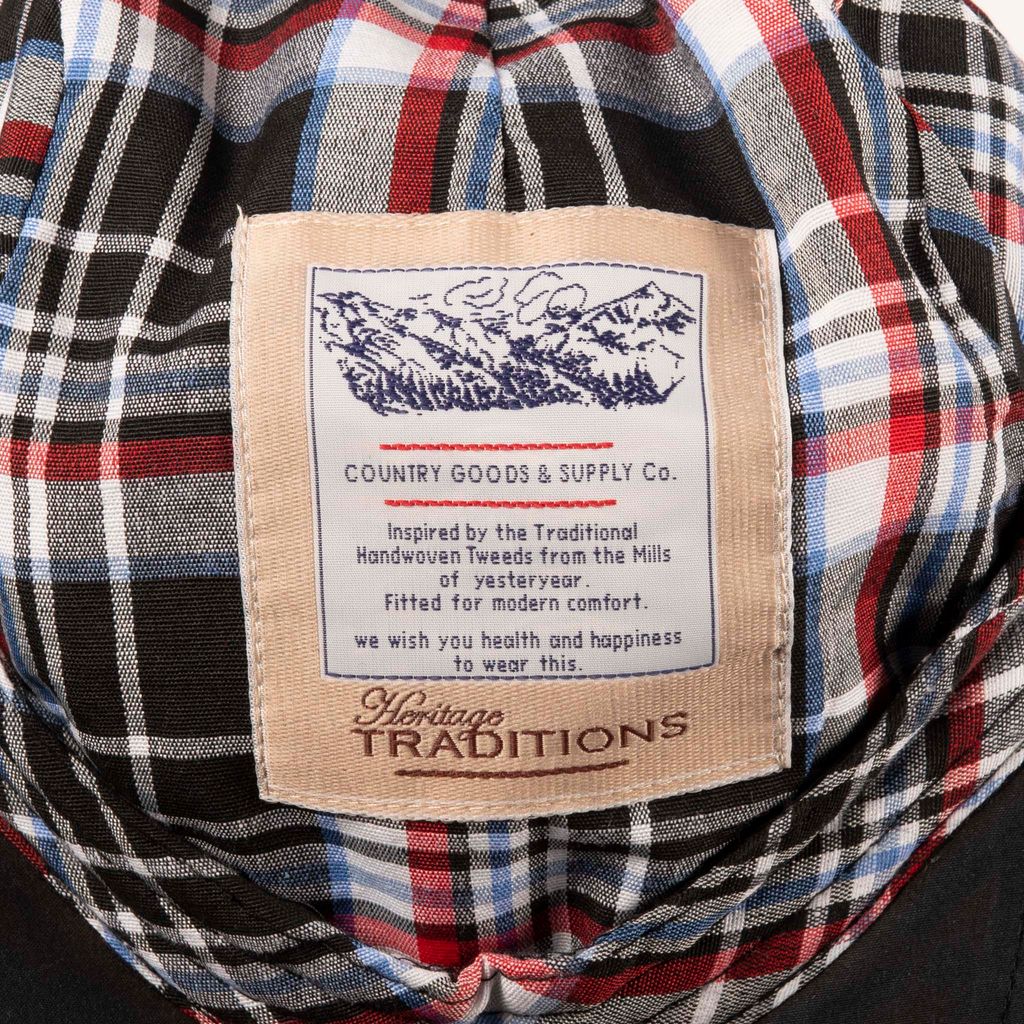 COUNTRY GOODS & SUPPLY Co.
Inspired by the Traditional
Handwoven Tweeds from the Mills
of yesteryear.
Fitted for modern comfort.
we wish you health and happiness
to wear this.
Heritage
TRADITIONS